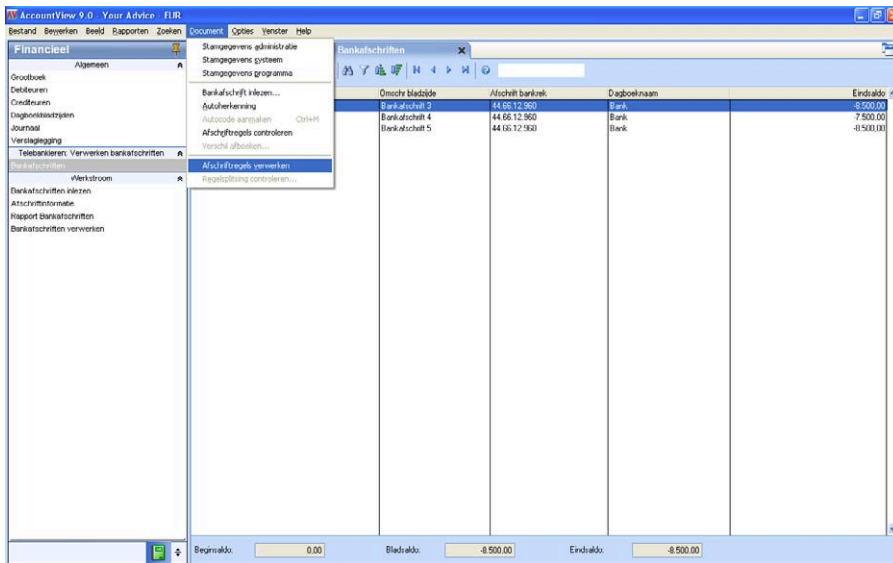 AccountView 9.0 - Your Advice - EUR
Bestand Bewerken Beeld Rapporten Zoeken Document Opties Venster Help
Financieel
Algemeen
Grootboek
Debiteuren
Crediteuren
Dagboekbladzijden
Journaal
Verslaglegging
Telebankieren: Verwerken bankafschriften
Bankafschriften
Werkstroom
Bankafschriften inlezen
Afschriftinformatie
Rapport Bankafschriften
Bankafschriften verwerken
Stamgegevens administratie
Stamgegevens systeem
Stamgegevens programma
Bankafschrift inlezen...
Autoherkenning
Autocode aanmaken Ctrl+M
Afschriftregels controleren
Verschil afboeken...
Afschriftregels verwerken
Regelsplitsing controleren...
Bankafschriften
Omschr bladzijde Afschrift bankrek Dagboeknaam Eindsaldo
Bankafschrift 3 44.66.12.960 Bank -8.500,00
Bankafschrift 4 44.66.12.960 Bank -7.500,00
Bankafschrift 5 44.66.12.960 Bank -8.500,00
Beginsaldo: 0.00 Bladsaldo: -8.500,00 Eindsaldo: -8.500,00